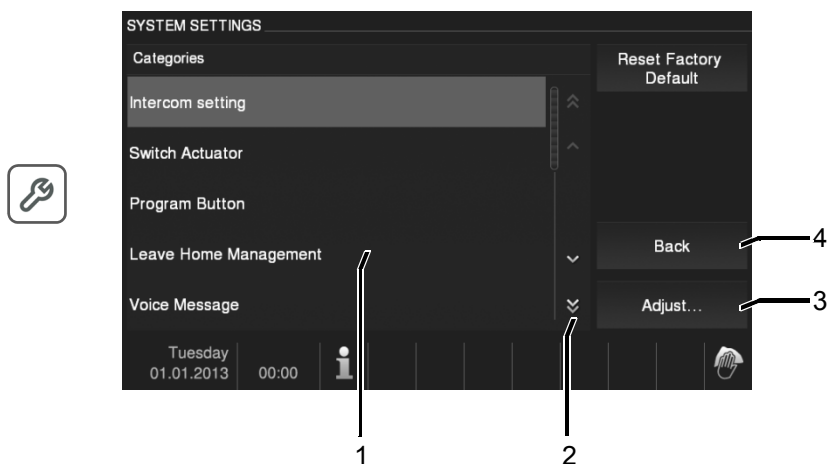 SYSTEM SETTINGS
Categories
Reset Factory
Default
Intercom setting
Switch Actuator
Program Button
Leave Home Management
Back
4
Voice Message
Adjust...
3
Tuesday
01.01.2013
00:00
1
2